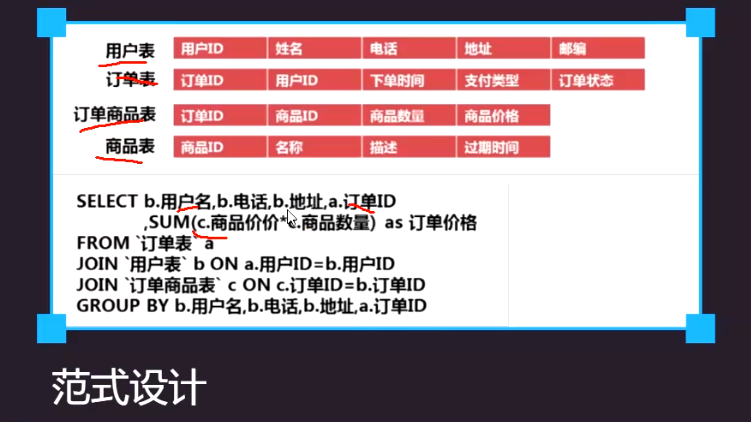 用户表 用户ID 姓名 电话 地址 邮编
订单表 订单ID 用户ID 下单时间 支付类型 订单状态
订单商品表 订单ID 商品ID 商品数量 商品价格
商品表 商品ID 名称 描述 过期时间
SELECT b.用户名,b.电话,b.地址,a.订单ID
,SUM(c.商品价价*c.商品数量) as 订单价格
FROM `订单表` a
JOIN `用户表` b ON a.用户ID=b.用户ID
JOIN `订单商品表` c ON c.订单ID=b.订单ID
GROUP BY b.用户名,b.电话,b.地址,a.订单ID
范式设计